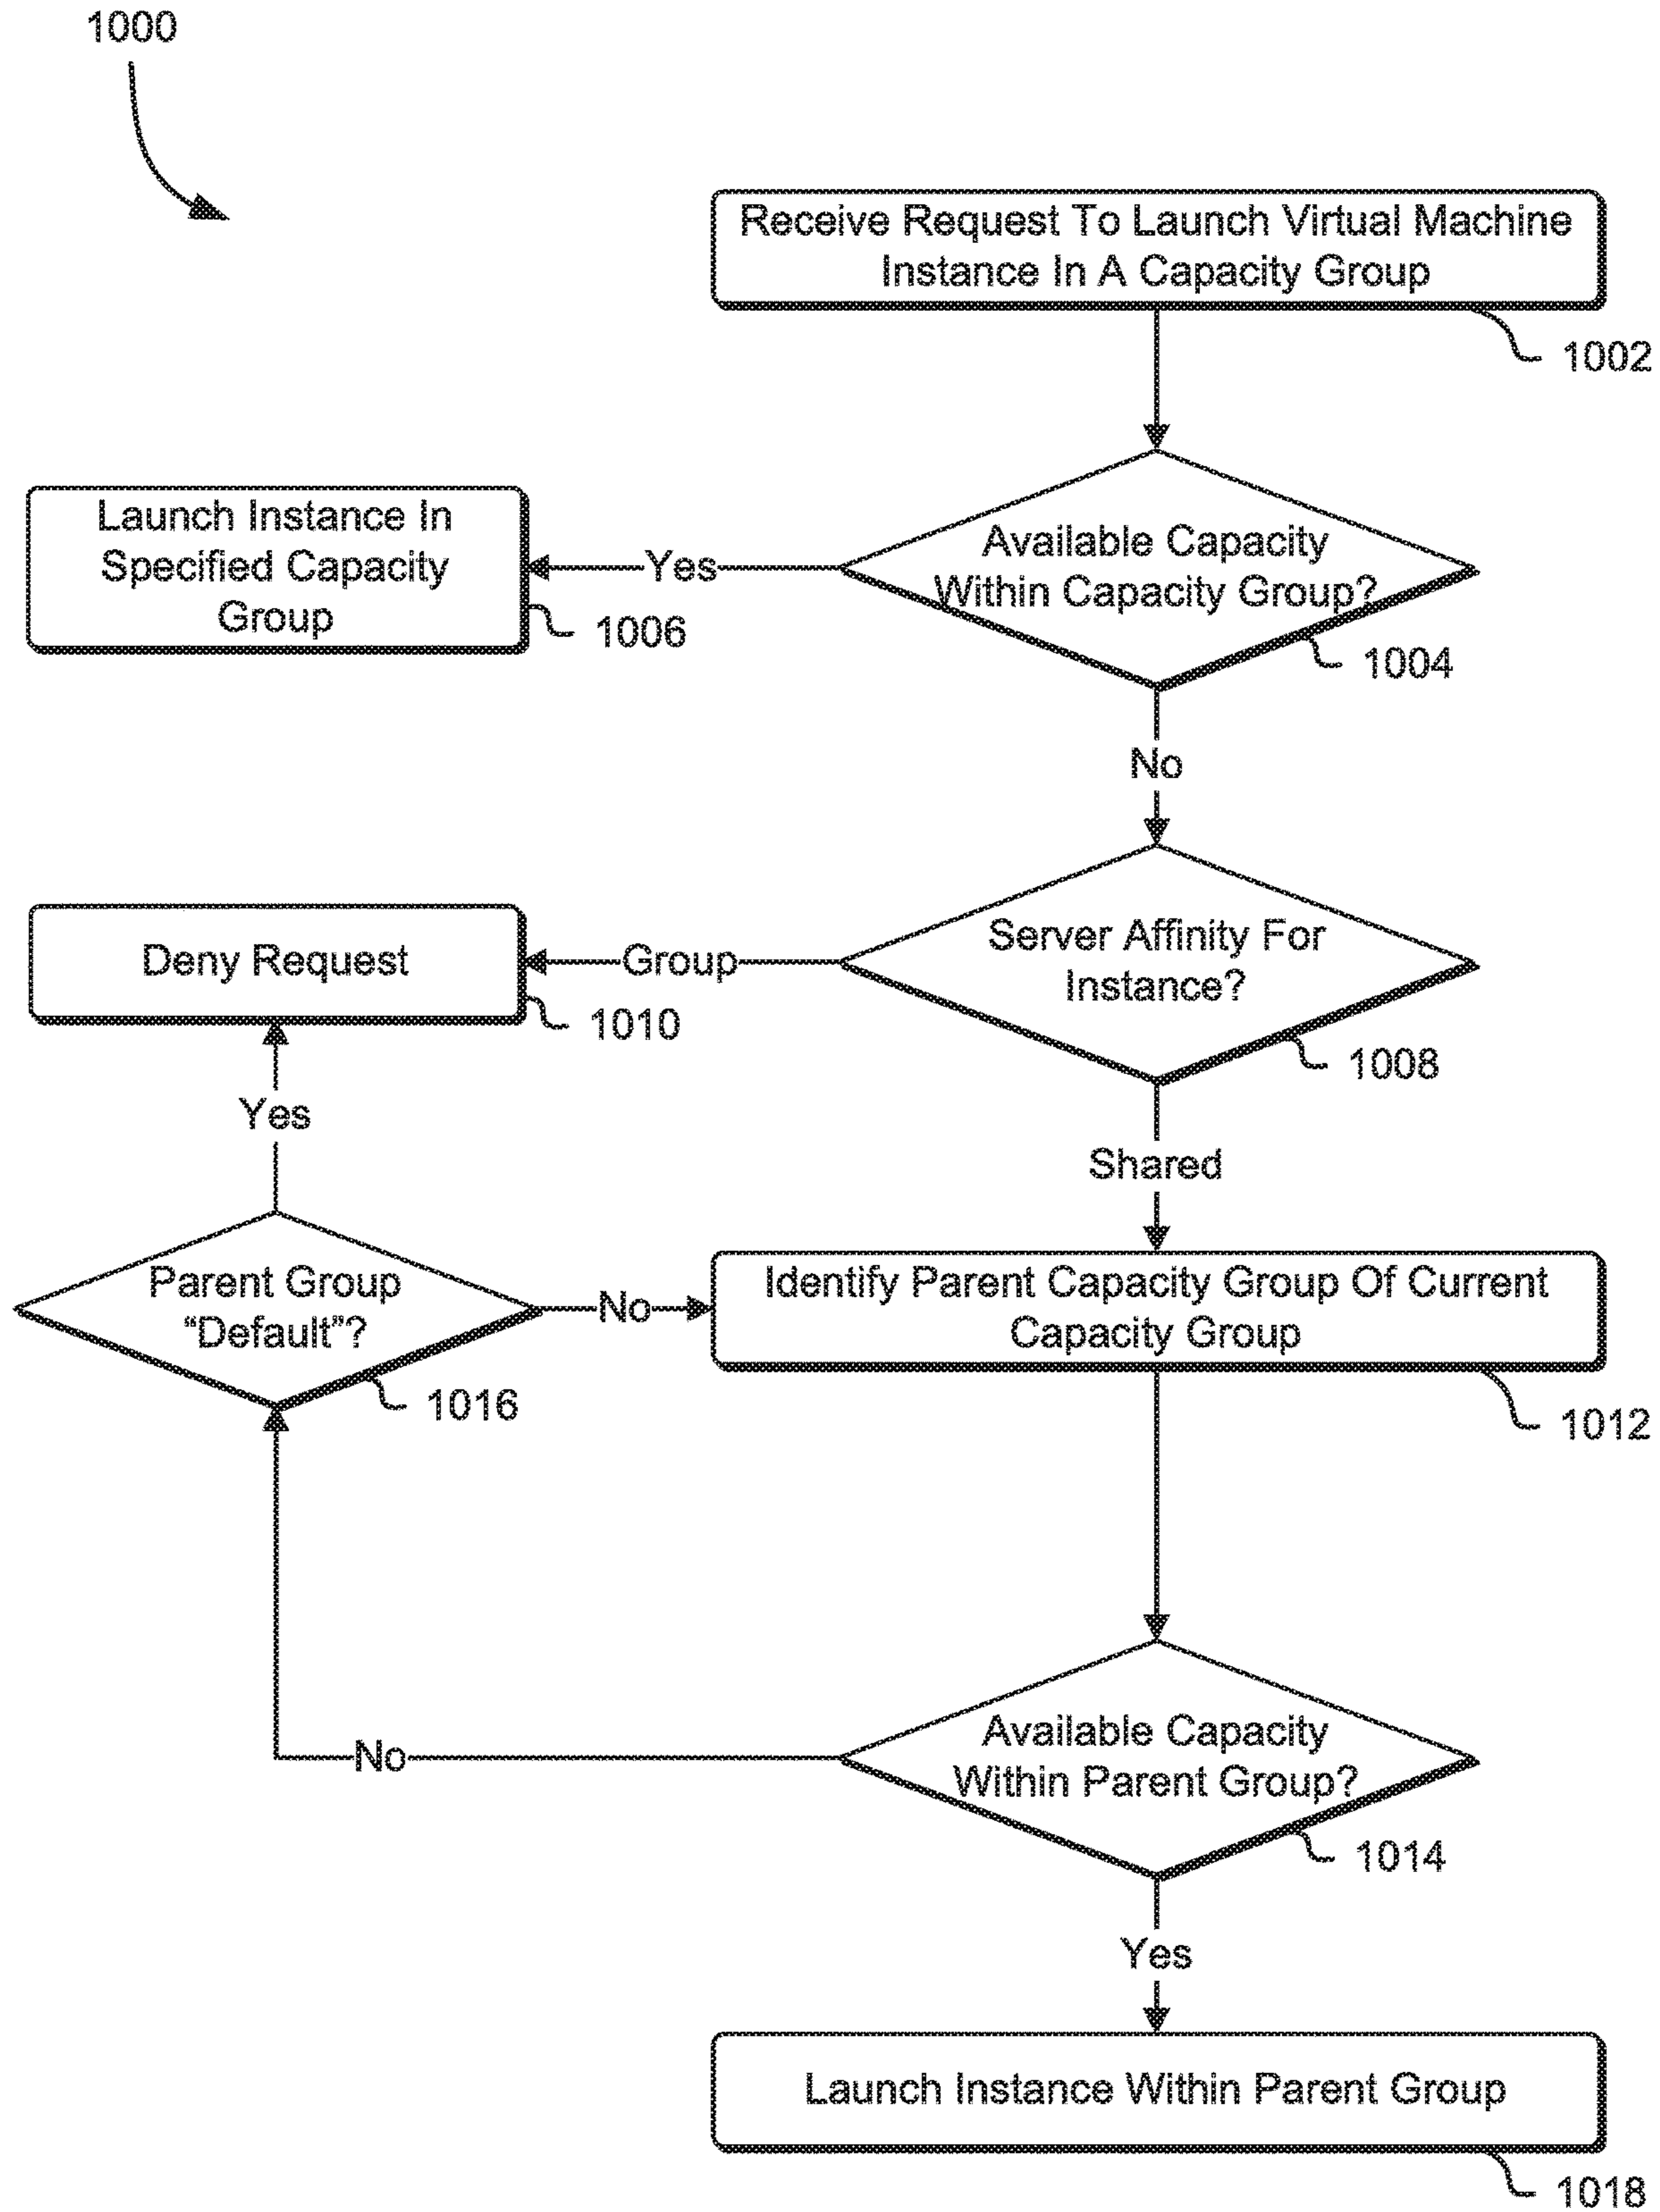 1000
Receive Request To Launch Virtual Machine
Instance In A Capacity Group
1002
Launch Instance In
Specified Capacity
Group
1006
Yes
Available Capacity
Within Capacity Group?
1004
No
Deny Request
1010
Group
Server Affinity For
Instance?
1008
Yes
Shared
Parent Group
“Default”?
1016
No
Identify Parent Capacity Group Of Current
Capacity Group
1012
No
Available Capacity
Within Parent Group?
1014
Yes
Launch Instance Within Parent Group
1018